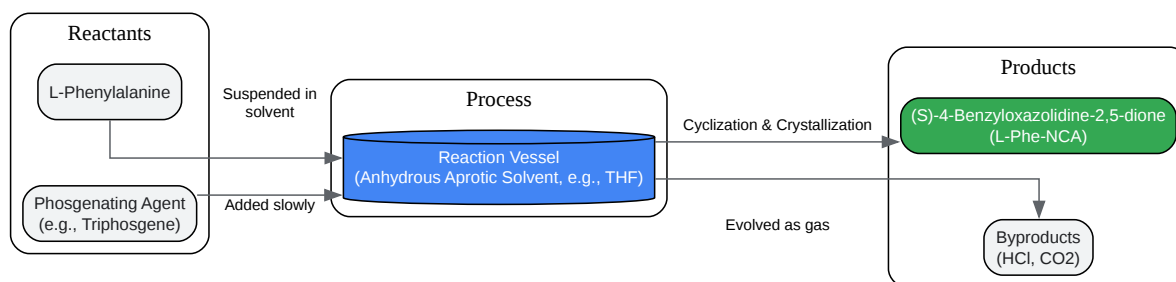 Reactants
L-Phenylalanine
Phosgenating Agent
(e.g., Triphosgene)
Suspended in
solvent
Added slowly
Process
Reaction Vessel
(Anhydrous Aprotic Solvent, e.g., THF)
Cyclization & Crystallization
Evolved as gas
Products
(S)-4-Benzyloxazolidine-2,5-dione
(L-Phe-NCA)
Byproducts
(HCl, CO2)